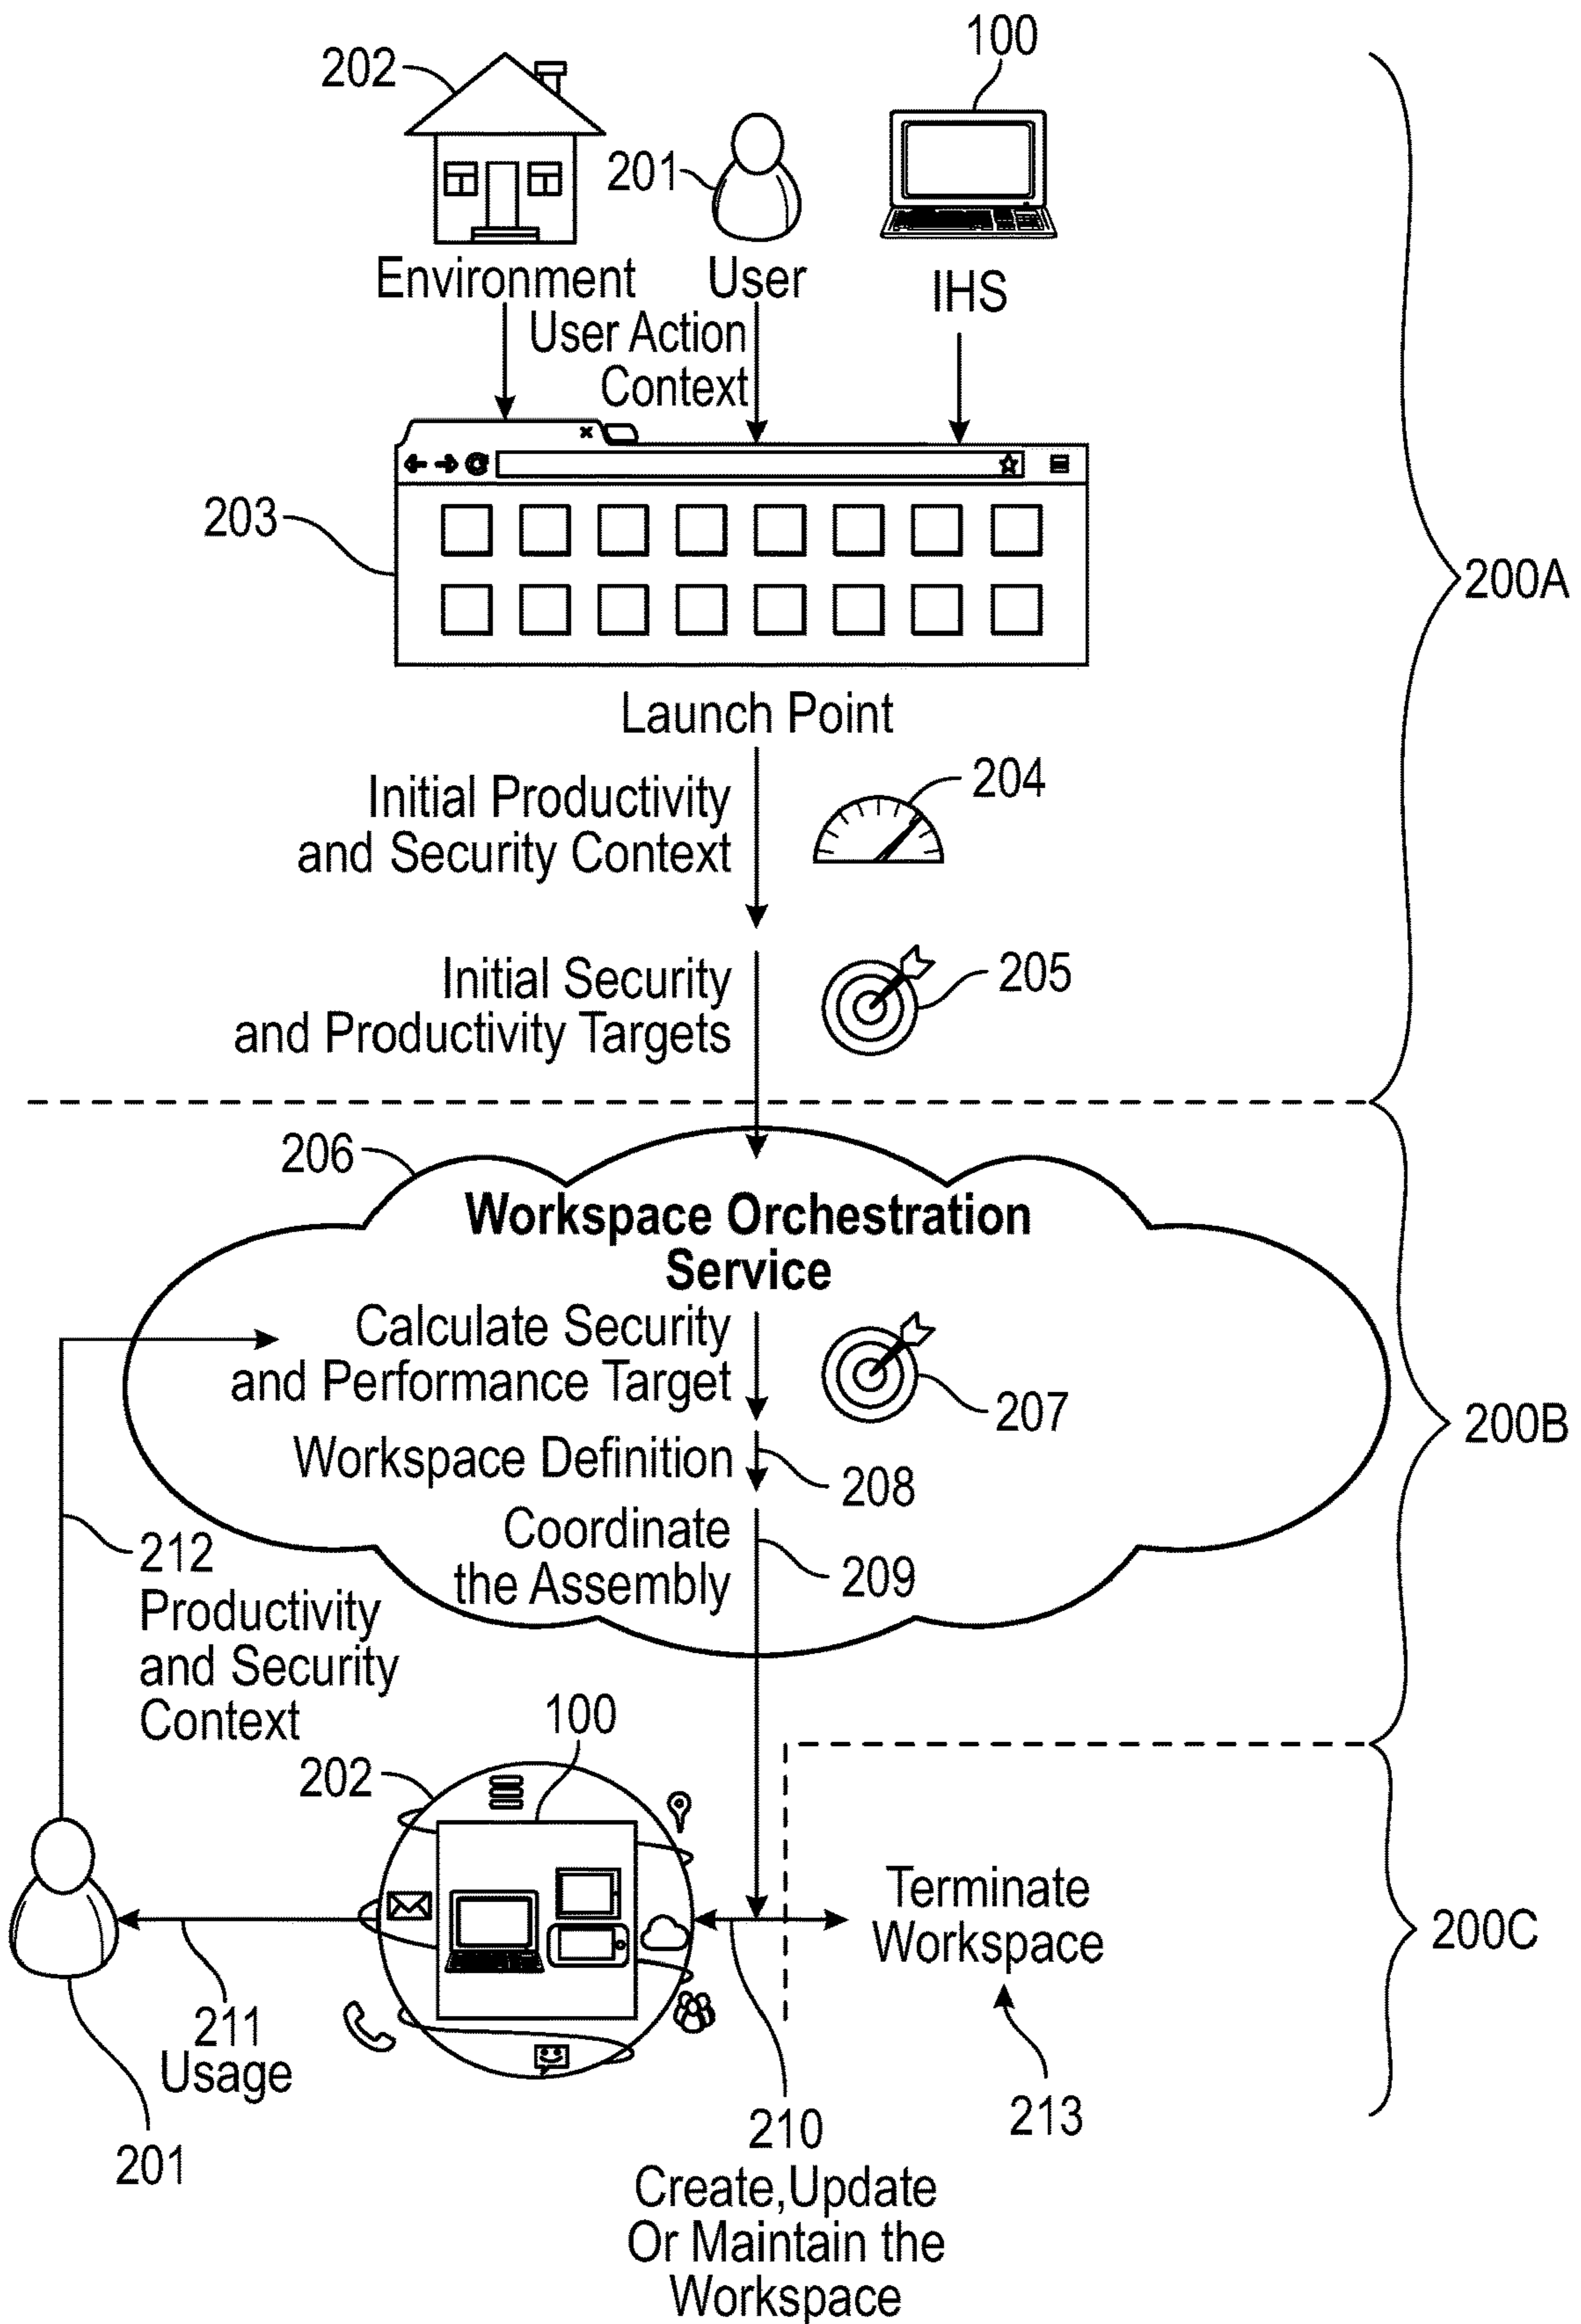 100
202
201
Environment
User
IHS
User Action
Context
203
200A
Launch Point
204
Initial Productivity
and Security Context
205
Initial Security
and Productivity Targets
206
Workspace Orchestration
Service
Calculate Security
and Performance Target
207
200B
Workspace Definition
208
Coordinate
the Assembly
209
212
Productivity
and Security
Context
100
202
Terminate
Workspace
200C
211
Usage
213
210
201
Create,Update
Or Maintain the
Workspace